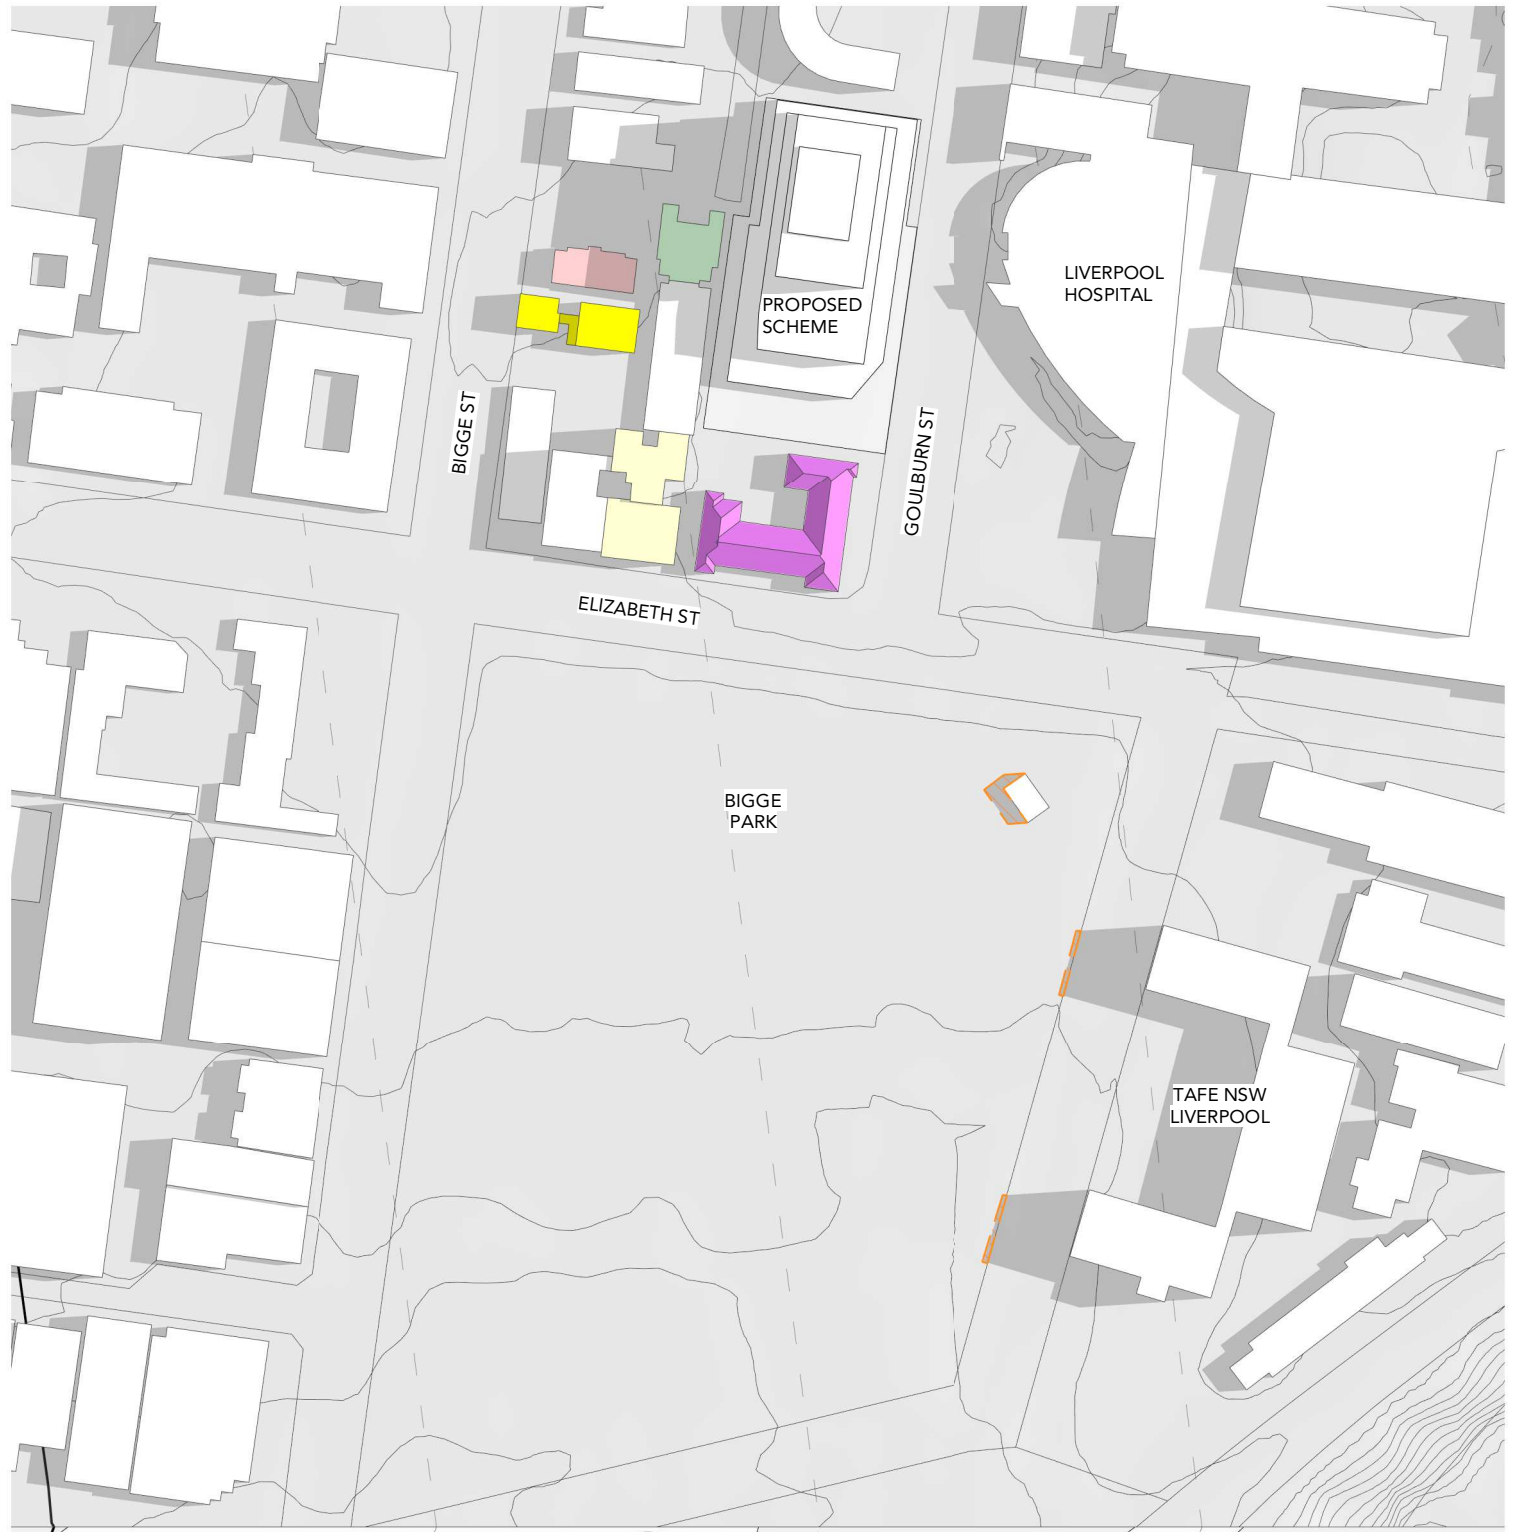 LIVERPOOL
HOSPITAL
PROPOSED
SCHEME
BIGGE ST
GOULBURN ST
ELIZABETH ST
BIGGE
PARK
TAFE NSW
LIVERPOOL